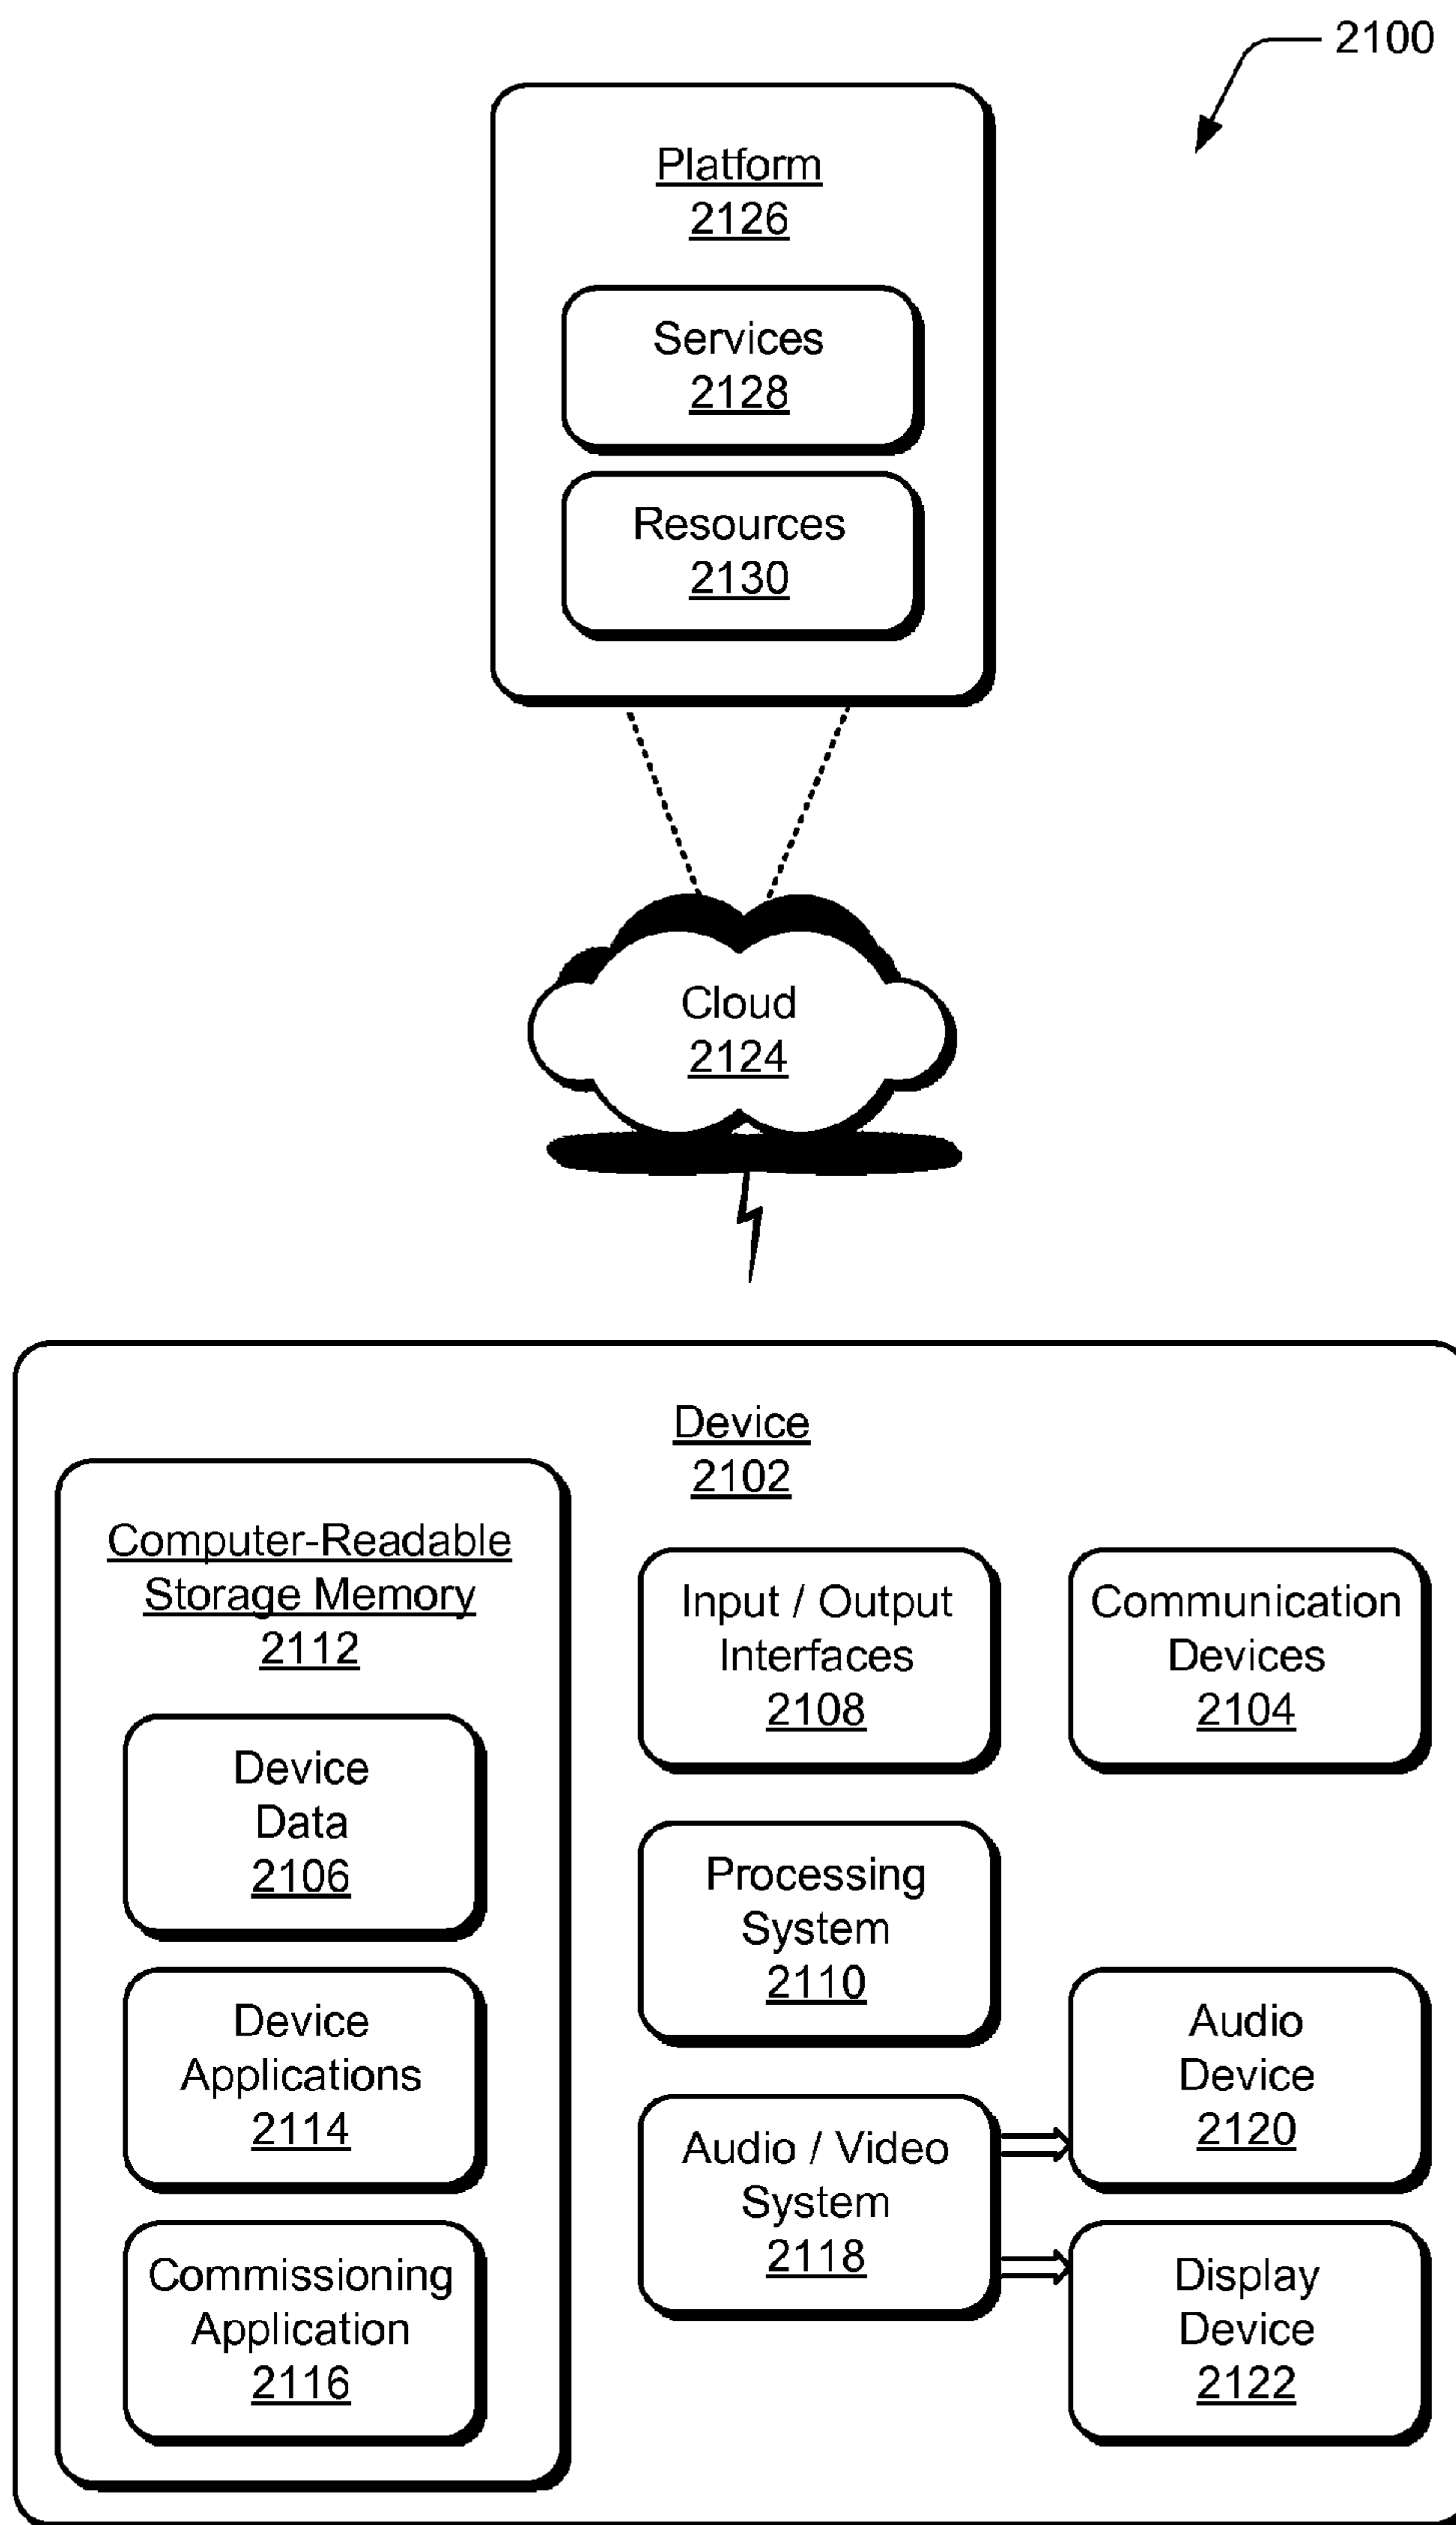 2100
Platform
2126
Services
2128
Resources
2130
Cloud
2124
Device
2102
Computer-Readable
Storage Memory
2112
Device
Data
2106
Device
Applications
2114
Commissioning
Application
2116
Input / Output
Interfaces
2108
Processing
System
2110
Audio / Video
System
2118
Communication
Devices
2104
Audio
Device
2120
Display
Device
2122